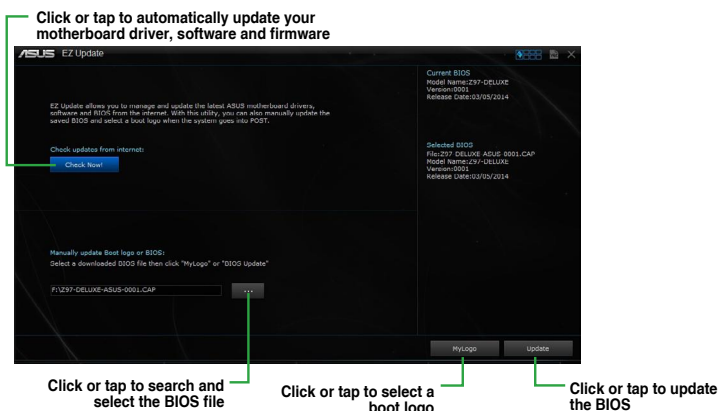 Click or tap to automatically update your
motherboard driver, software and firmware
ASUS EZ Update
Current BIOS
Model Name:Z97-DELUXE
Version:0001
Release Date:03/05/2014
EZ Update allows you to manage and update the latest ASUS motherboard drivers,
software and BIOS from the internet. With this utility, you can also manually update the
saved BIOS and select a boot logo when the system goes into POST.
Check updates from internet:
Check Now!
Selected BIOS
File:Z97 DELUXE ASUS 0001.CAP
Model Name:Z97-DELUXE
Version:0001
Release Date:03/05/2014
Manually update Boot logo or BIOS:
Select a downloaded BIOS file then click "MyLogo" or "BIOS Update"
F:\Z97-DELUXE-ASUS-0001.CAP
...
MyLogo
Update
Click or tap to search and
select the BIOS file
Click or tap to select a
boot logo
Click or tap to update
the BIOS